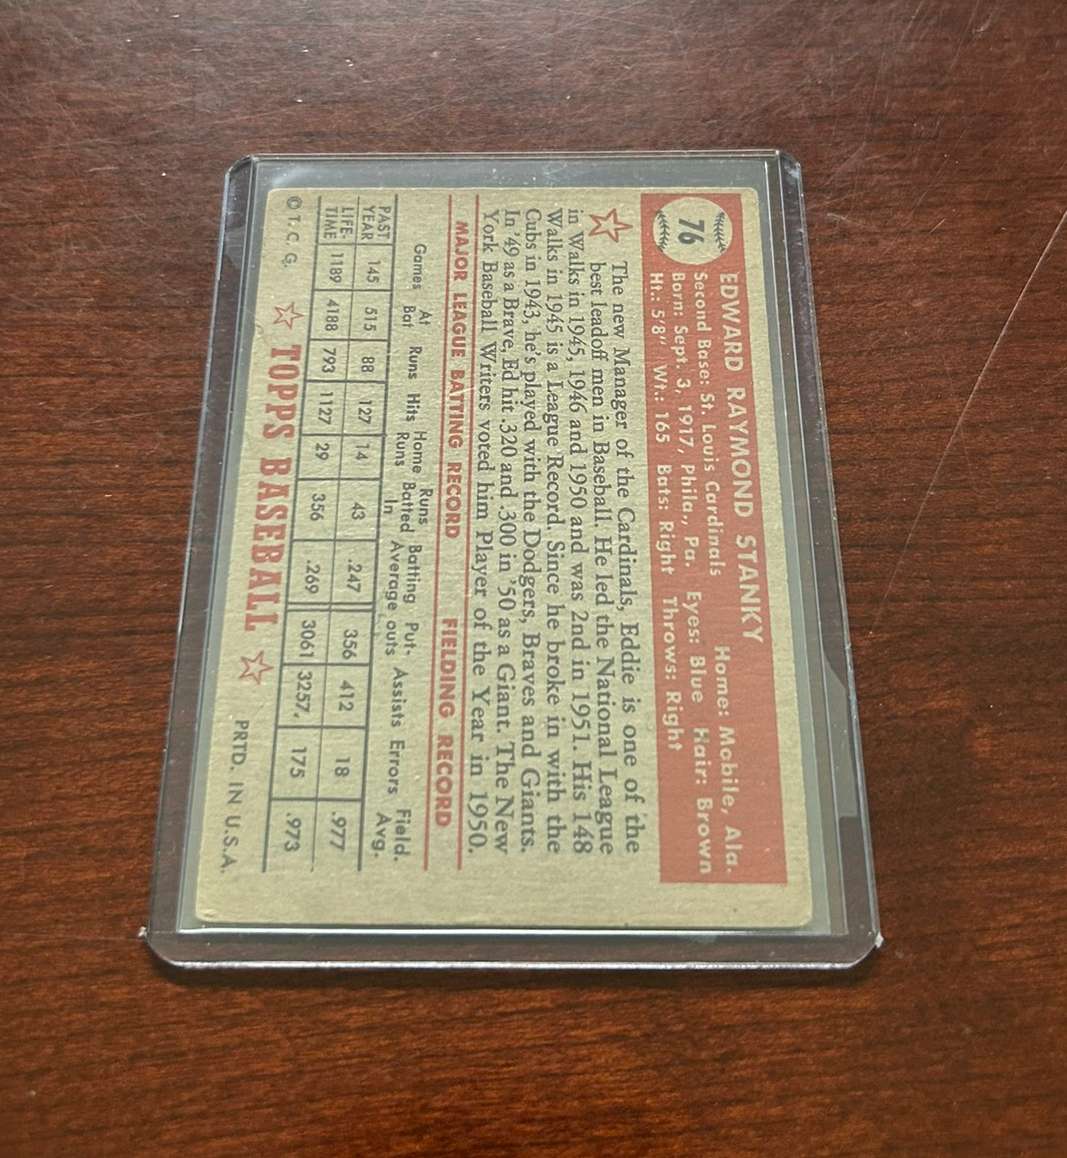 76
EDWARD RAYMOND STANKY
Second Base: St. Louis Cardinals Home: Mobile, Ala.
Born: Sept. 3, 1917, Phila., Pa. Eyes: Blue Hair: Brown
Ht.: 5'8" Wt.: 165 Bats: Right Throws: Right
The new Manager of the Cardinals, Eddie is one of the
best leadoff men in Baseball. He led the National League
in Walks in 1945, 1946 and 1950 and was 2nd in 1951. His 148
Walks in 1945 is a League Record. Since he broke in with the
Cubs in 1943, he's played with the Dodgers, Braves and Giants.
In '49 as a Brave, Ed hit .320 and .300 in '50 as a Giant. The New
York Baseball Writers voted him Player of the Year in 1950.
MAJOR LEAGUE BATTING RECORD FIELDING RECORD
Games At Bat Runs Hits Home Runs Runs Batted In Batting Average Put-outs Assists Errors Field. Avg.
PAST YEAR 145 515 88 127 14 43 .247 356 412 18 .977
LIFE-TIME 1189 4188 793 1127 29 356 .269 3061 3257 175 .973
© T. C. G. TOPPS BASEBALL PRTD. IN U.S.A.